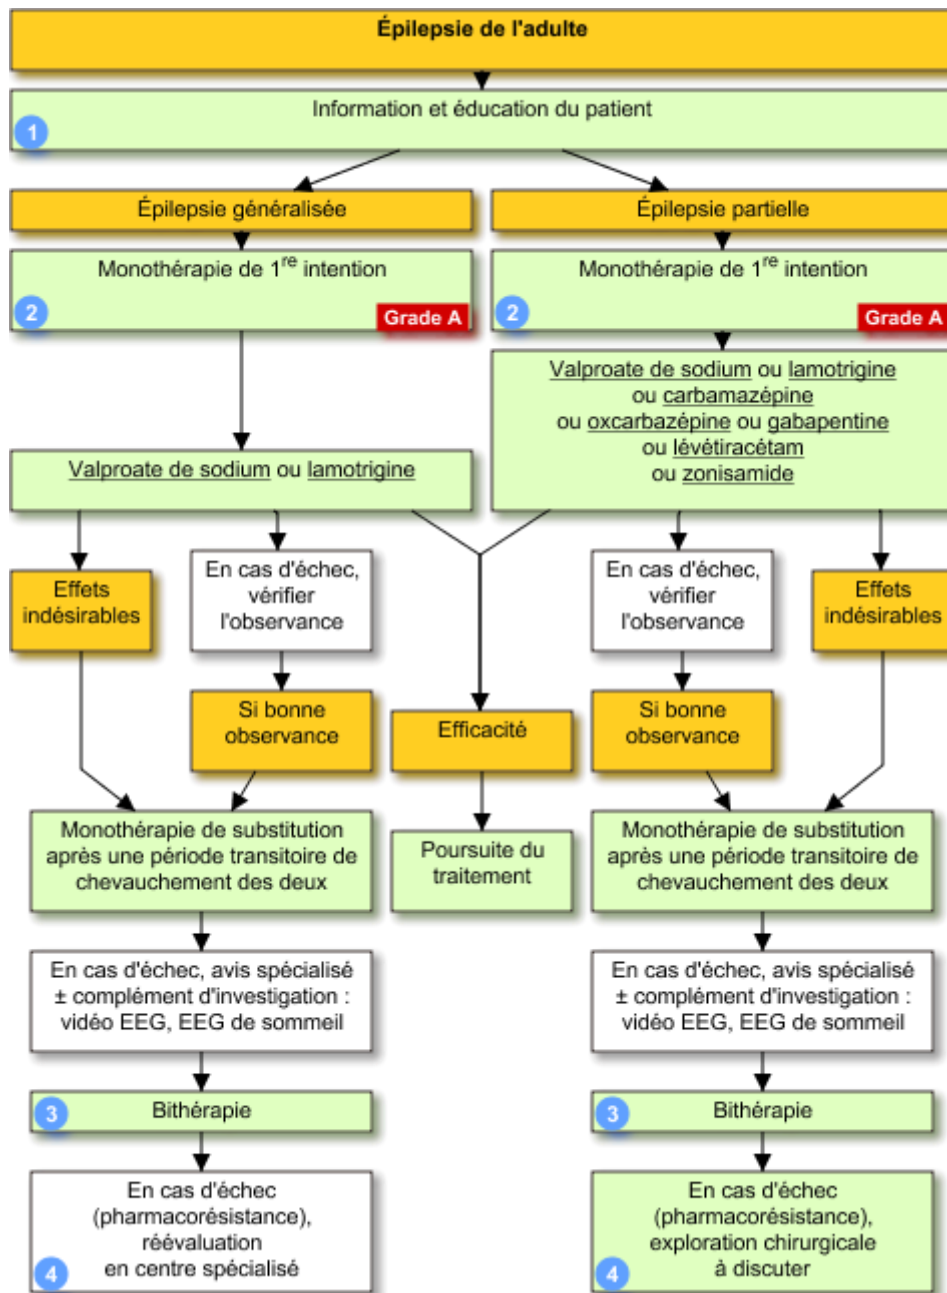 Épilepsie de l'adulte
Information et éducation du patient
1
Épilepsie généralisée
Épilepsie partielle
Monothérapie de 1re intention
2
Grade A
Monothérapie de 1re intention
2
Grade A
Valproate de sodium ou lamotrigine
ou carbamazépine
ou oxcarbazépine ou gabapentine
ou lévétiracétam
ou zonisamide
Valproate de sodium ou lamotrigine
Effets
indésirables
En cas d'échec,
vérifier
l'observance
En cas d'échec,
vérifier
l'observance
Effets
indésirables
Si bonne
observance
Efficacité
Si bonne
observance
Monothérapie de substitution
après une période transitoire de
chevauchement des deux
Poursuite du
traitement
Monothérapie de substitution
après une période transitoire de
chevauchement des deux
En cas d'échec, avis spécialisé
± complément d'investigation :
vidéo EEG, EEG de sommeil
En cas d'échec, avis spécialisé
± complément d'investigation :
vidéo EEG, EEG de sommeil
3
Bithérapie
3
Bithérapie
En cas d'échec
(pharmacorésistance),
réévaluation
en centre spécialisé
4
En cas d'échec
(pharmacorésistance),
exploration chirurgicale
à discuter
4